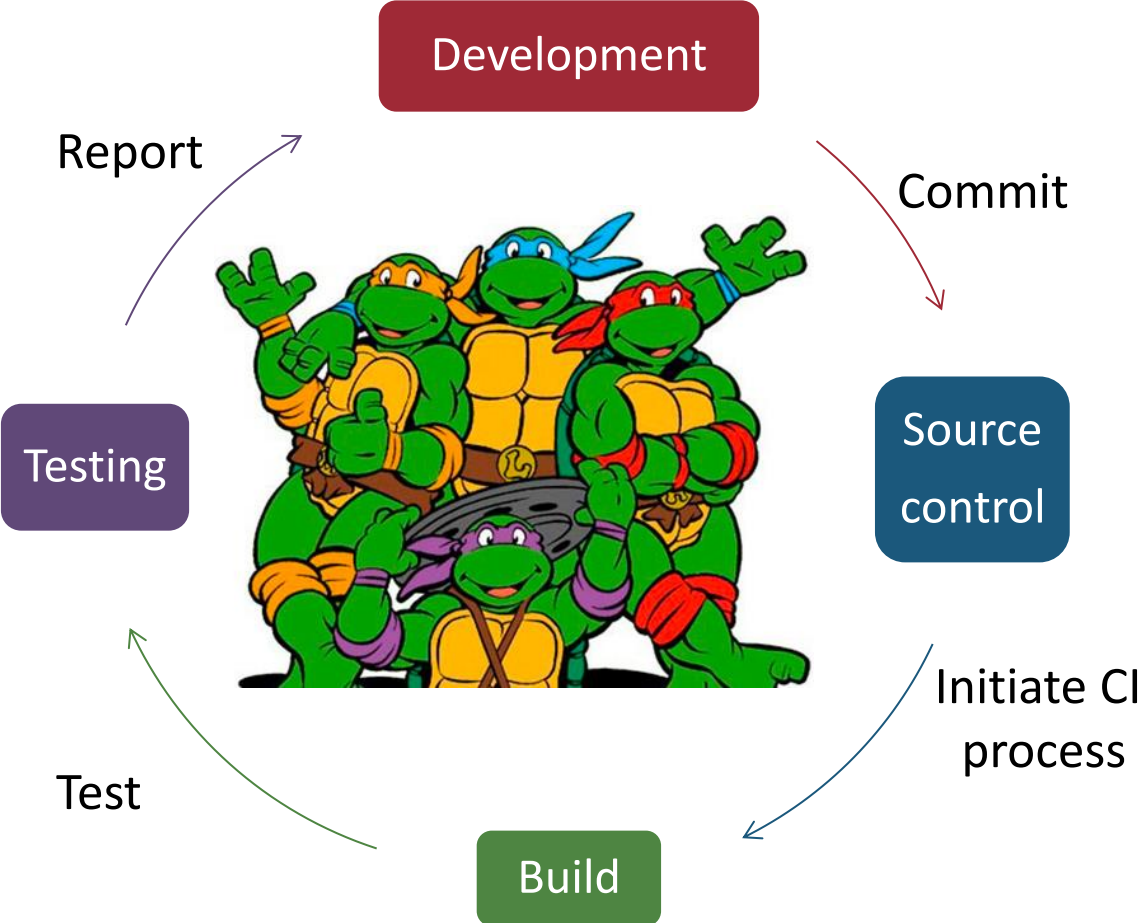 Development
Report
Commit
Testing
Source
control
Initiate CI
process
Test
Build